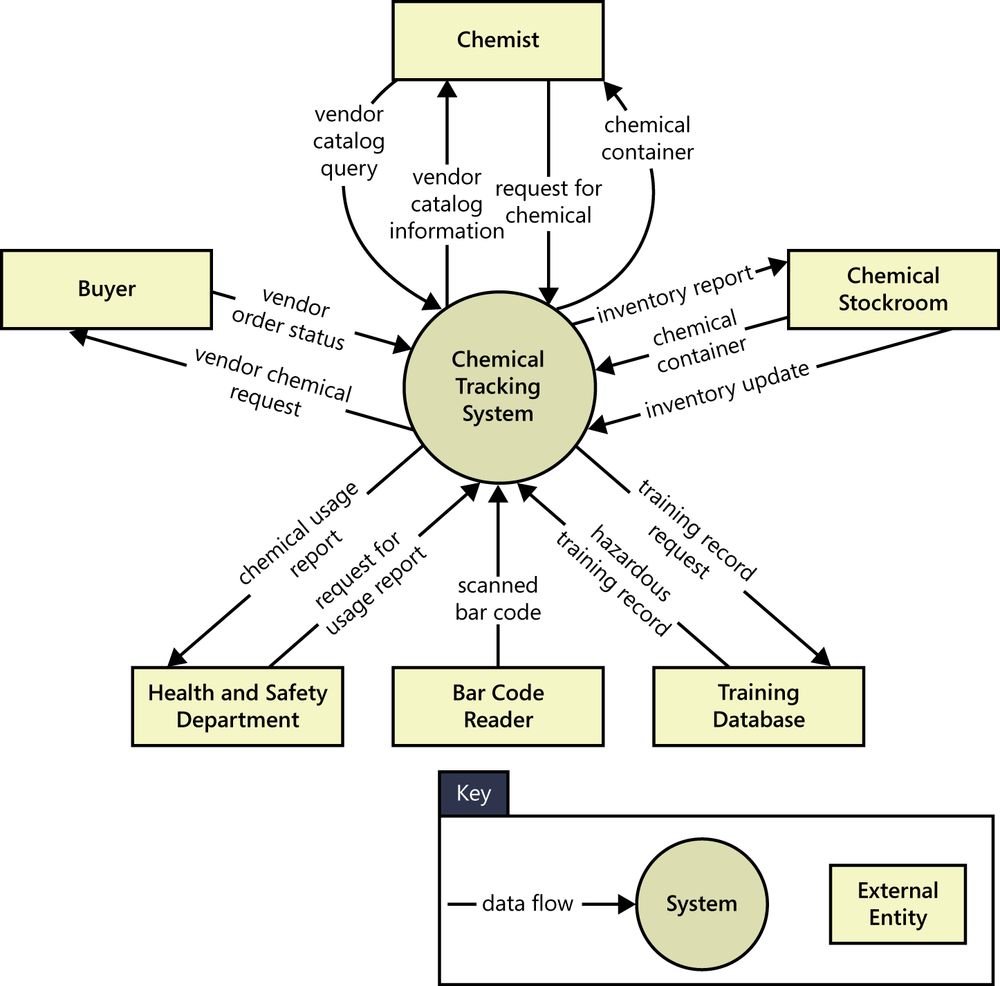 Chemist
vendor
catalog
query
vendor
catalog
information
request for
chemical
chemical
container
Buyer
vendor
order status
vendor chemical
request
Chemical
Tracking
System
inventory report
chemical
container
inventory update
Chemical
Stockroom
chemical usage
report
request for
usage report
scanned
bar code
hazardous
training record
training record
request
Health and Safety
Department
Bar Code
Reader
Training
Database
Key
data flow
System
External
Entity